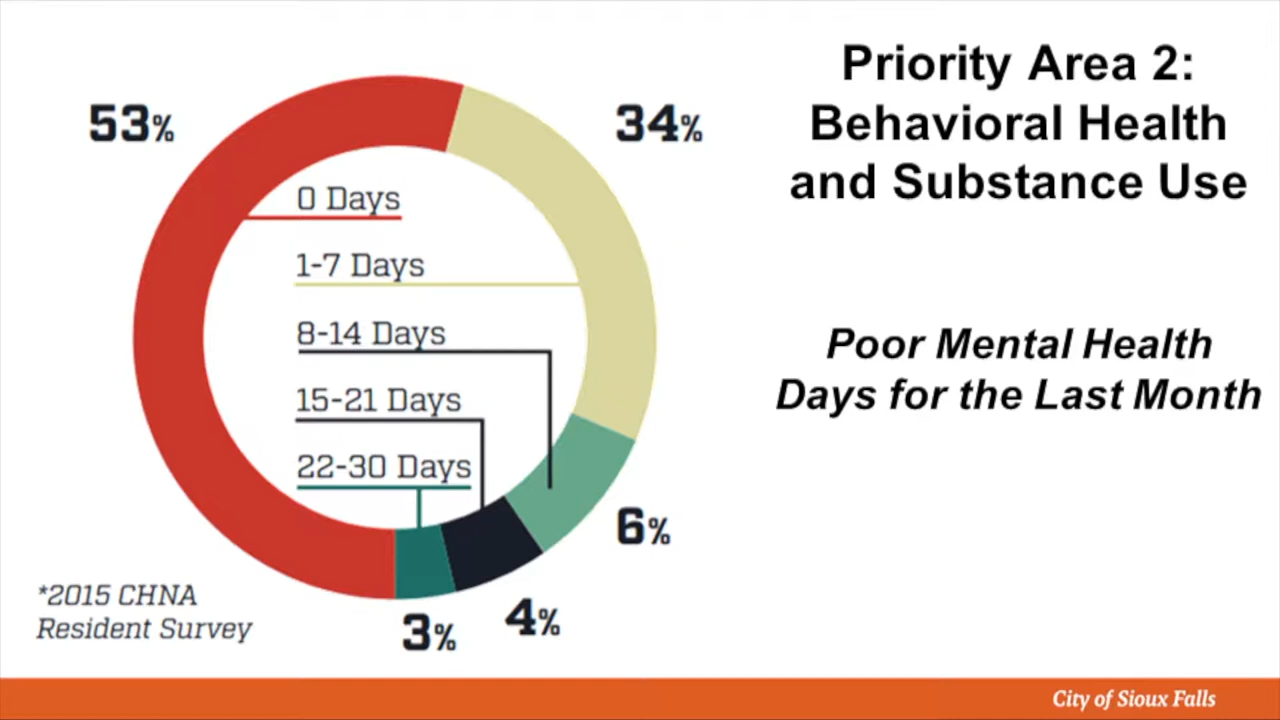 Priority Area 2:
Behavioral Health
and Substance Use
Poor Mental Health
Days for the Last Month
53%
34%
0 Days
1-7 Days
8-14 Days
15-21 Days
22-30 Days
6%
4%
3%
*2015 CHNA
Resident Survey
City of Sioux Falls